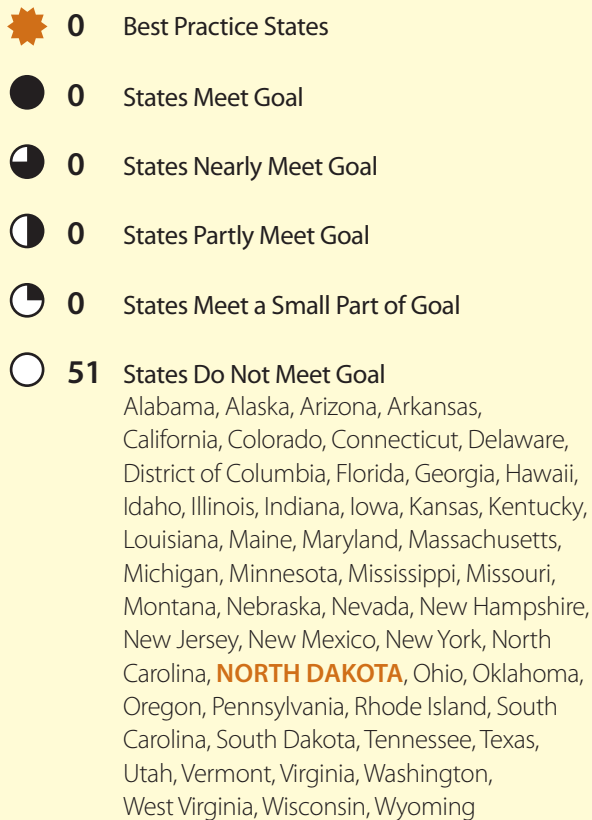 0 Best Practice States
0 States Meet Goal
0 States Nearly Meet Goal
0 States Partly Meet Goal
0 States Meet a Small Part of Goal
51 States Do Not Meet Goal
Alabama, Alaska, Arizona, Arkansas,
California, Colorado, Connecticut, Delaware,
District of Columbia, Florida, Georgia, Hawaii,
Idaho, Illinois, Indiana, Iowa, Kansas, Kentucky,
Louisiana, Maine, Maryland, Massachusetts,
Michigan, Minnesota, Mississippi, Missouri,
Montana, Nebraska, Nevada, New Hampshire,
New Jersey, New Mexico, New York, North
Carolina, NORTH DAKOTA, Ohio, Oklahoma,
Oregon, Pennsylvania, Rhode Island, South
Carolina, South Dakota, Tennessee, Texas,
Utah, Vermont, Virginia, Washington,
West Virginia, Wisconsin, Wyoming